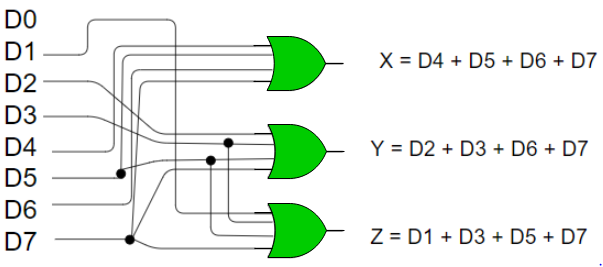 D0
D1
D2
D3
D4
D5
D6
D7
X = D4 + D5 + D6 + D7
Y = D2 + D3 + D6 + D7
Z = D1 + D3 + D5 + D7